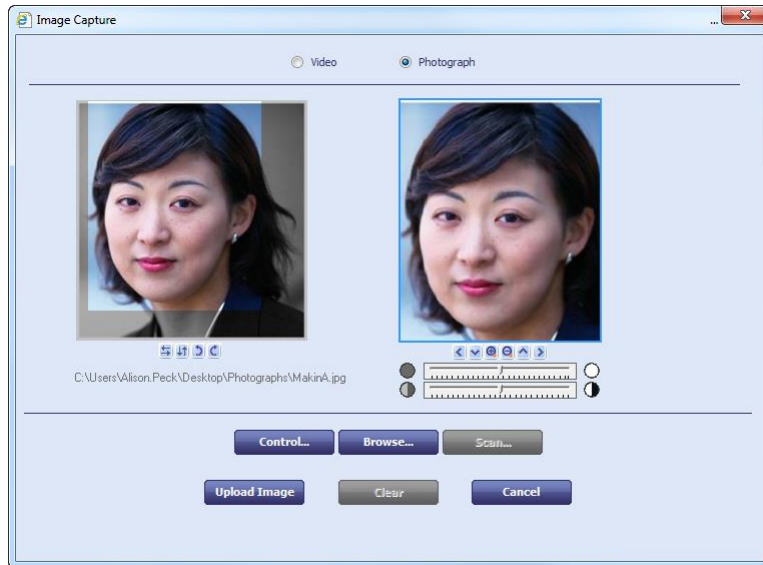 Image Capture
...
Video
Photograph
C:\Users\Alison.Peck\Desktop\Photographs\MakinA.jpg
Control...
Browse...
Scan...
Upload Image
Clear
Cancel